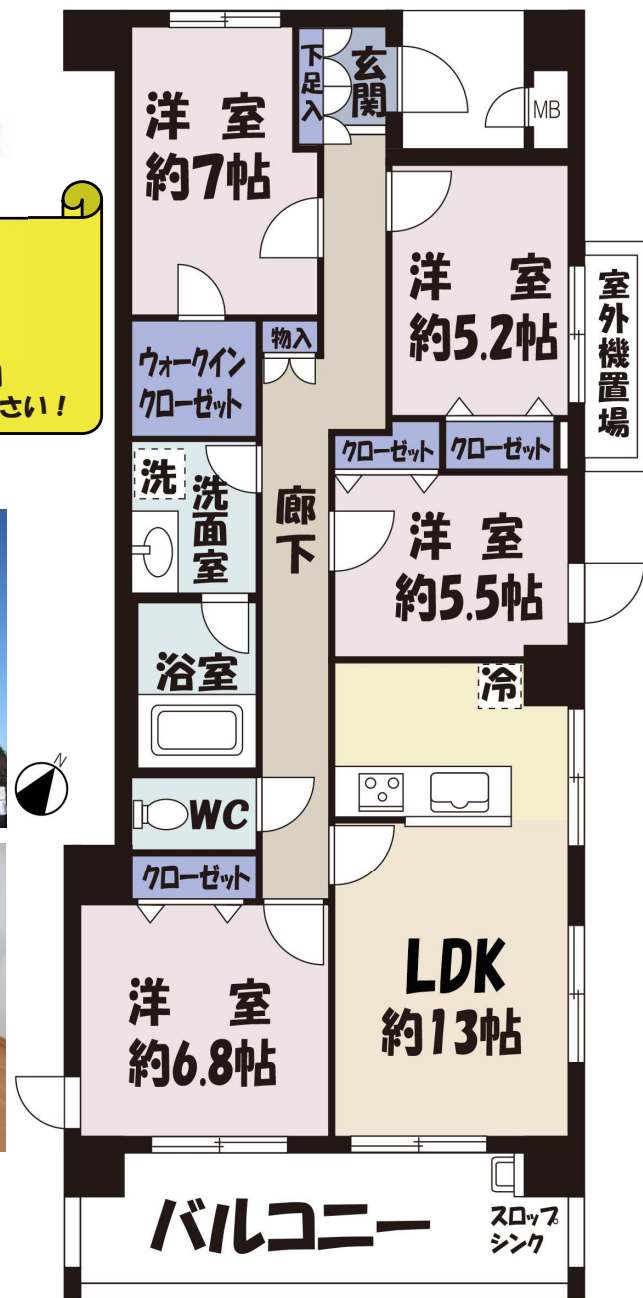 洋室
約7帖
下足入
玄関
MB
洋室
約5.2帖
室外機置場
さい!
物入
ウォークイン
クローゼット
クローゼット
クローゼット
洗
洗面室
廊下
洋室
約5.5帖
浴室
冷
N
WC
クローゼット
LDK
約13帖
洋室
約6.8帖
バルコニー
スロップ
シンク